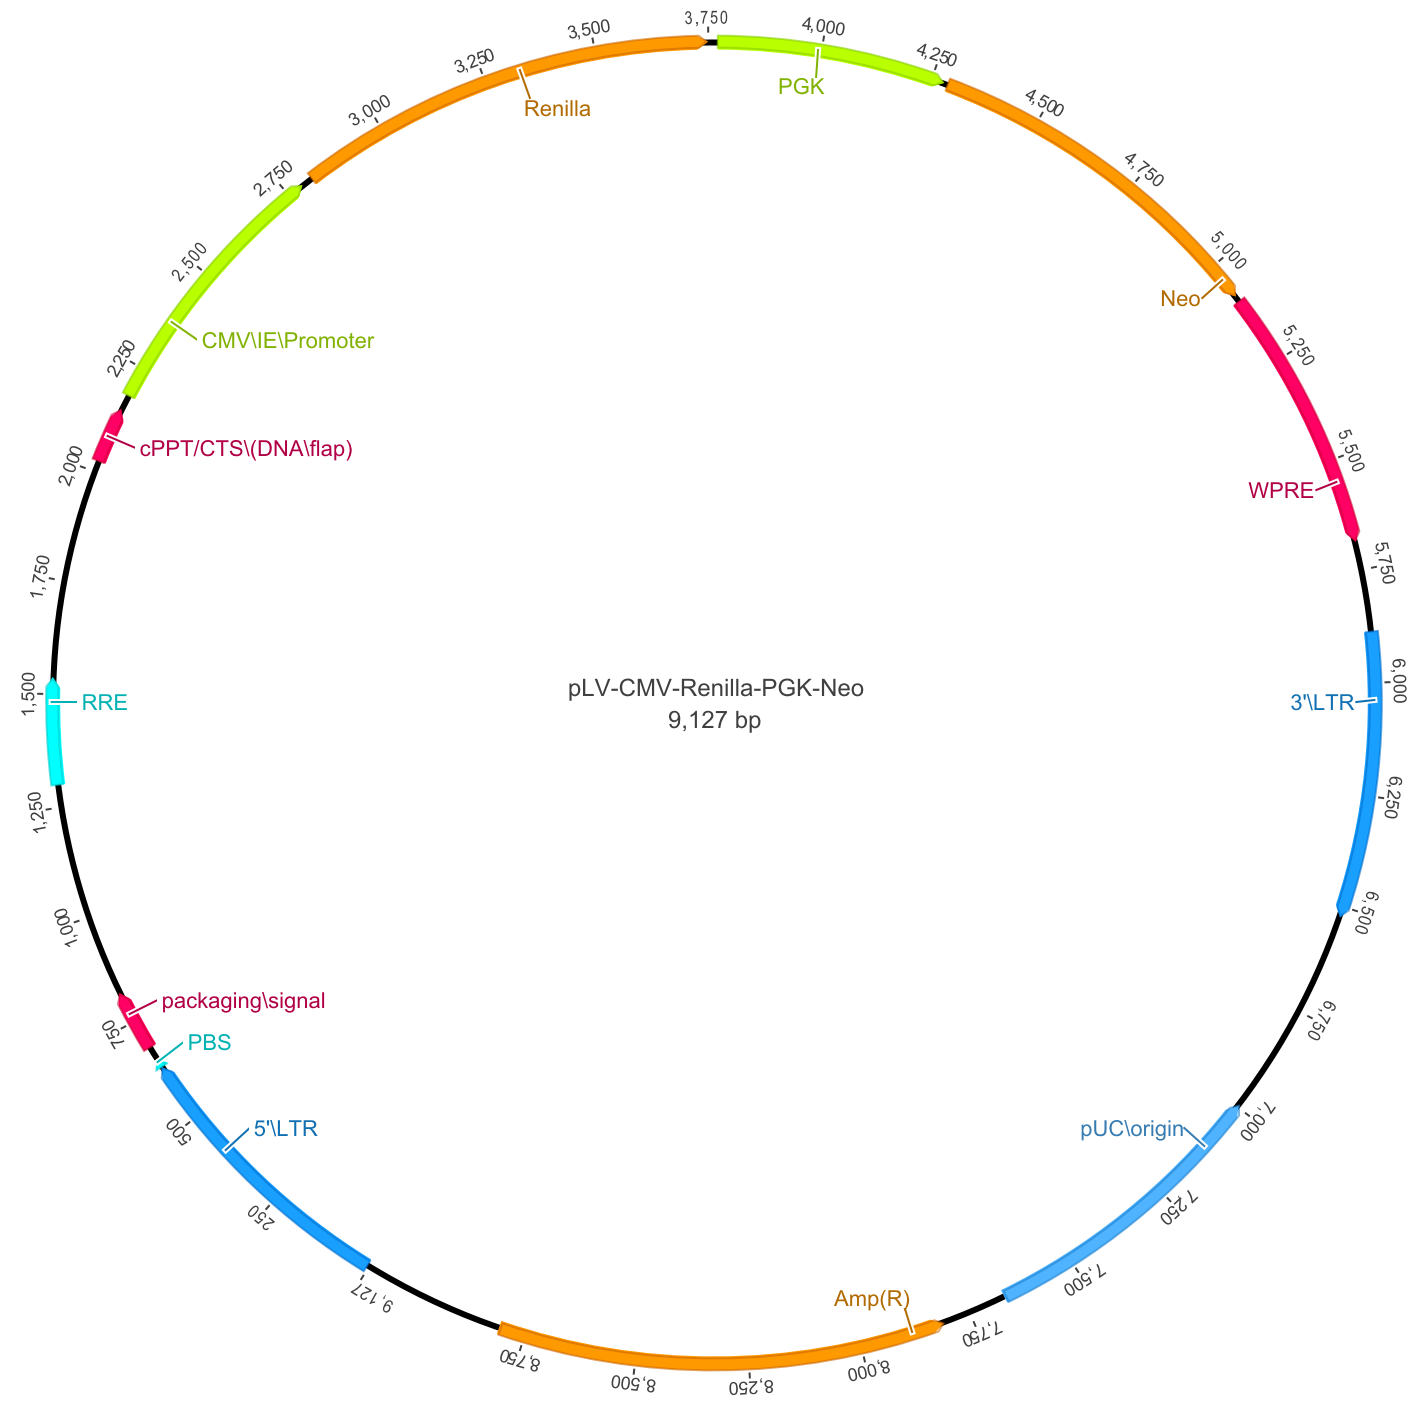 3,750
4,000
PGK
4,250
4,500
4,750
5,000
Neo
5,250
5,500
WPRE
5,750
6,000
3'\LTR
6,250
6,500
6,750
7,000
pUC\origin
7,250
7,500
7,750
Amp(R)
8,000
8,250
8,500
8,750
9,127
250
5'\LTR
500
PBS
750
packaging\signal
1,000
1,250
RRE
1,500
1,750
2,000
cPPT/CTS\(DNA\flap)
2,250
CMV\IE\Promoter
2,500
2,750
3,000
3,250
Renilla
3,500
pLV-CMV-Renilla-PGK-Neo
9,127 bp